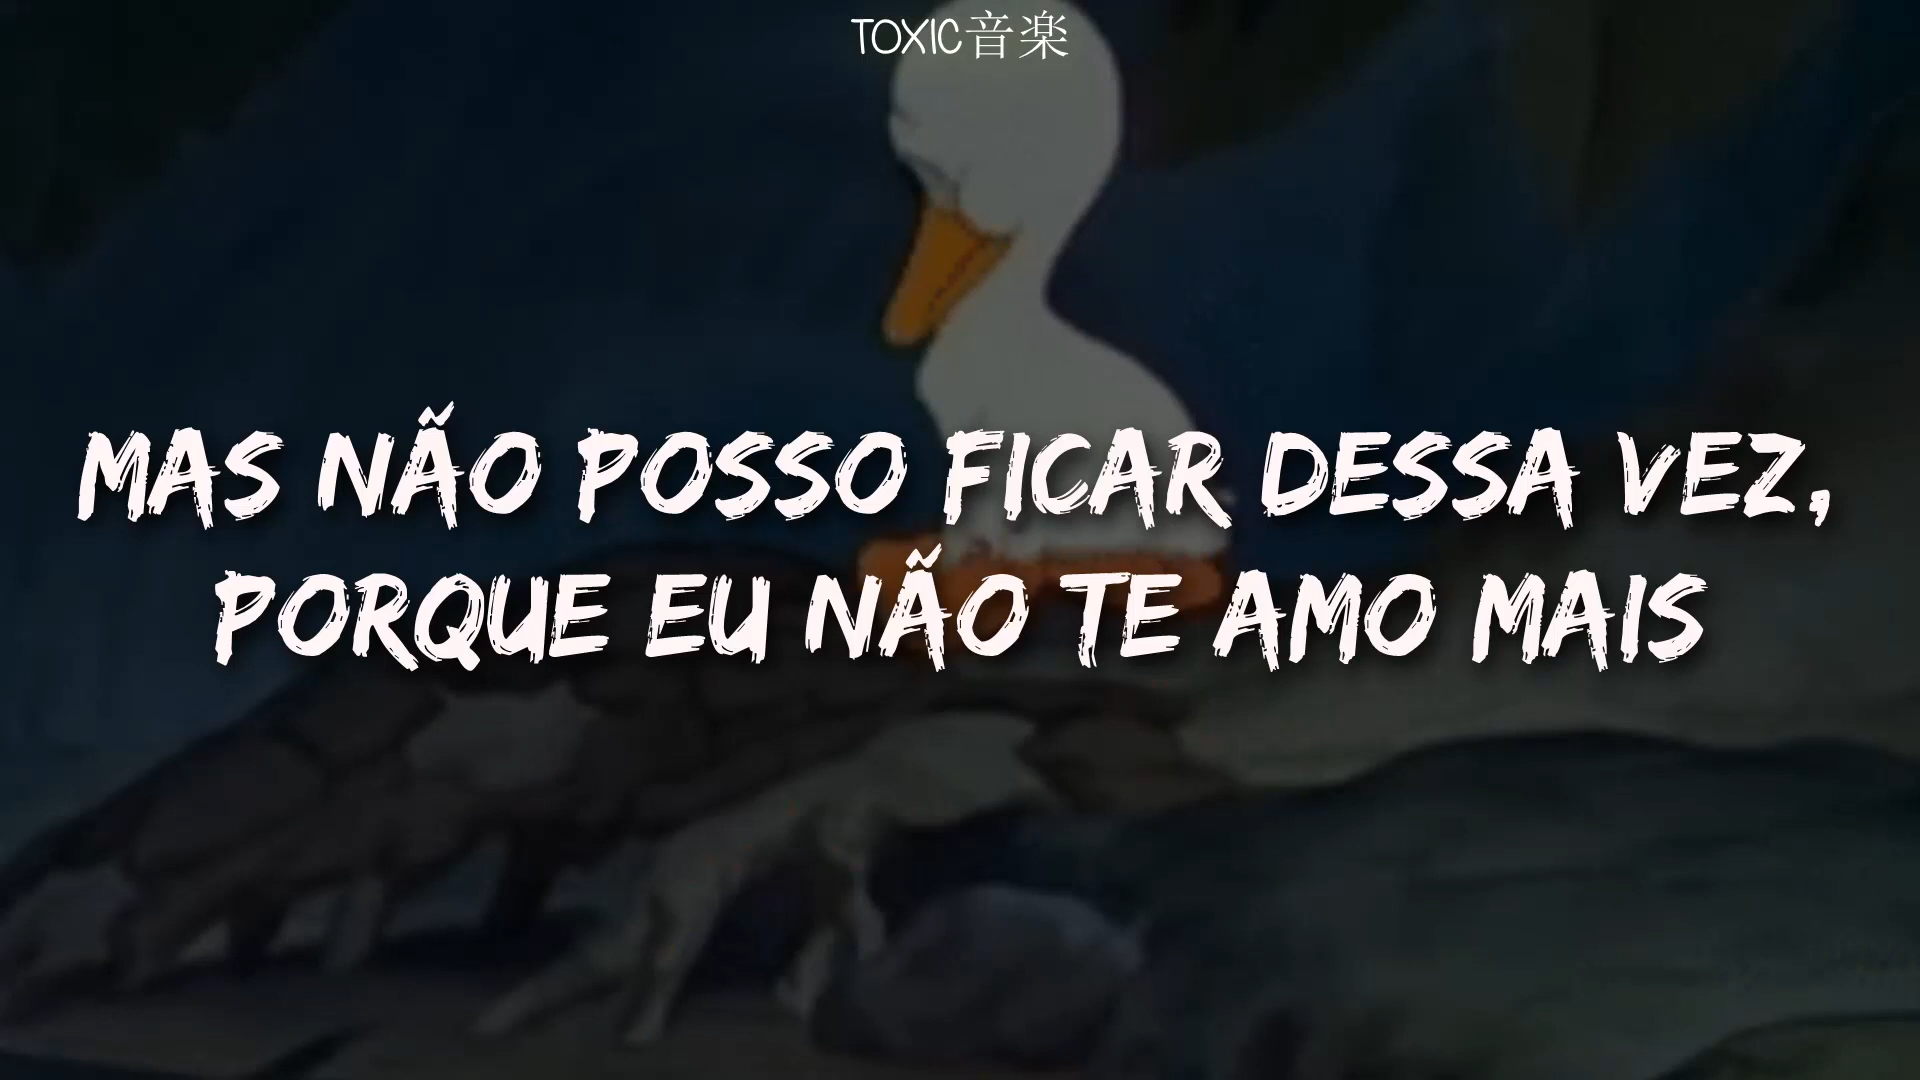 TOXIC音楽
MAS NÃO POSSO FICAR DESSA VEZ,
PORQUE EU NÃO TE AMO MAIS